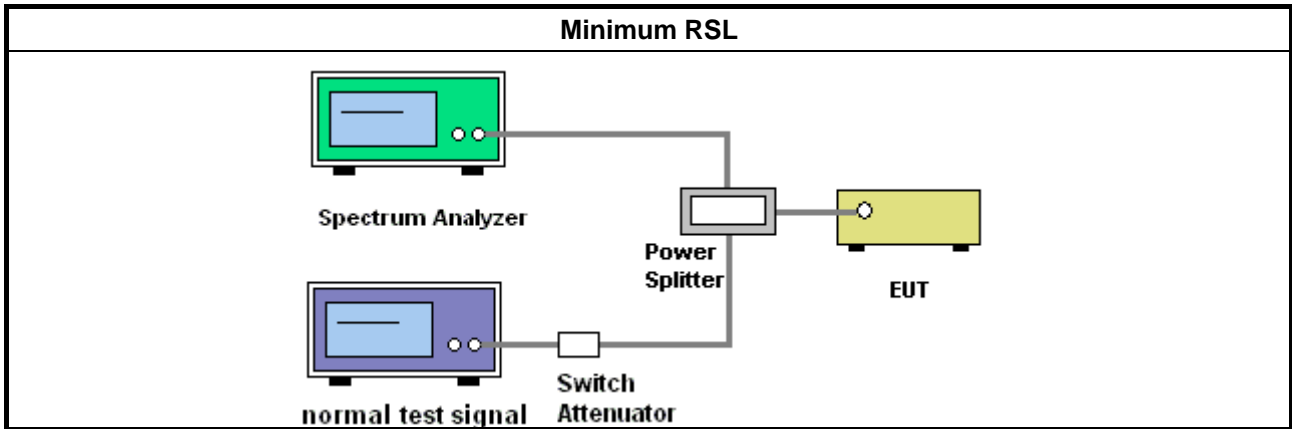 Minimum RSL
Spectrum Analyzer
Power
Splitter
EUT
Switch
Attenuator
normal test signal